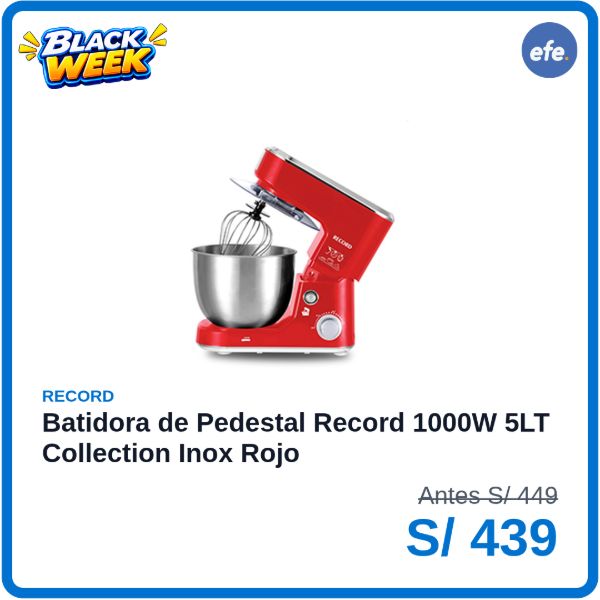 BLACK
WEEK
efe.
RECORD
RECORD
Batidora de Pedestal Record 1000W 5LT
Collection Inox Rojo
Antes S/ 449
S/ 439